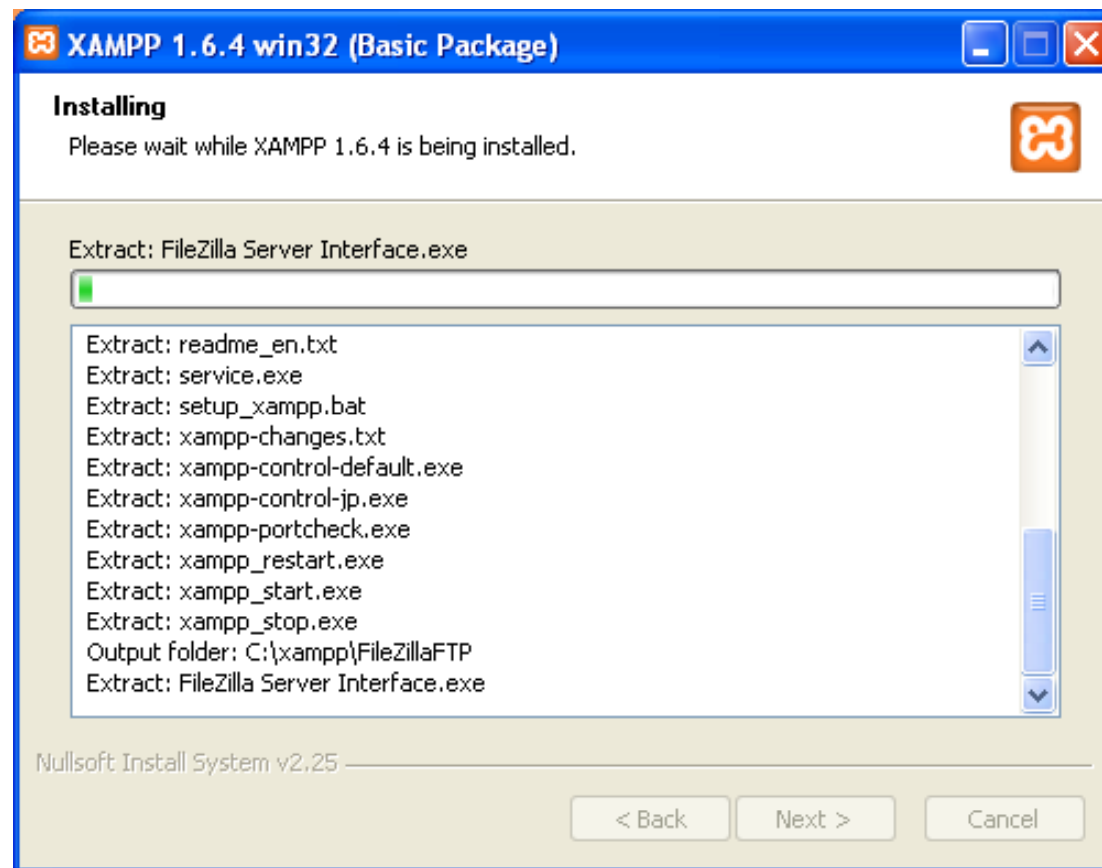 XAMPP 1.6.4 win32 (Basic Package)
Installing
Please wait while XAMPP 1.6.4 is being installed.
Extract: FileZilla Server Interface.exe
Extract: readme_en.txt
Extract: service.exe
Extract: setup_xampp.bat
Extract: xampp-changes.txt
Extract: xampp-control-default.exe
Extract: xampp-control-jp.exe
Extract: xampp-portcheck.exe
Extract: xampp_restart.exe
Extract: xampp_start.exe
Extract: xampp_stop.exe
Output folder: C:\xampp\FileZillaFTP
Extract: FileZilla Server Interface.exe
Nullsoft Install System v2.25
< Back Next > Cancel